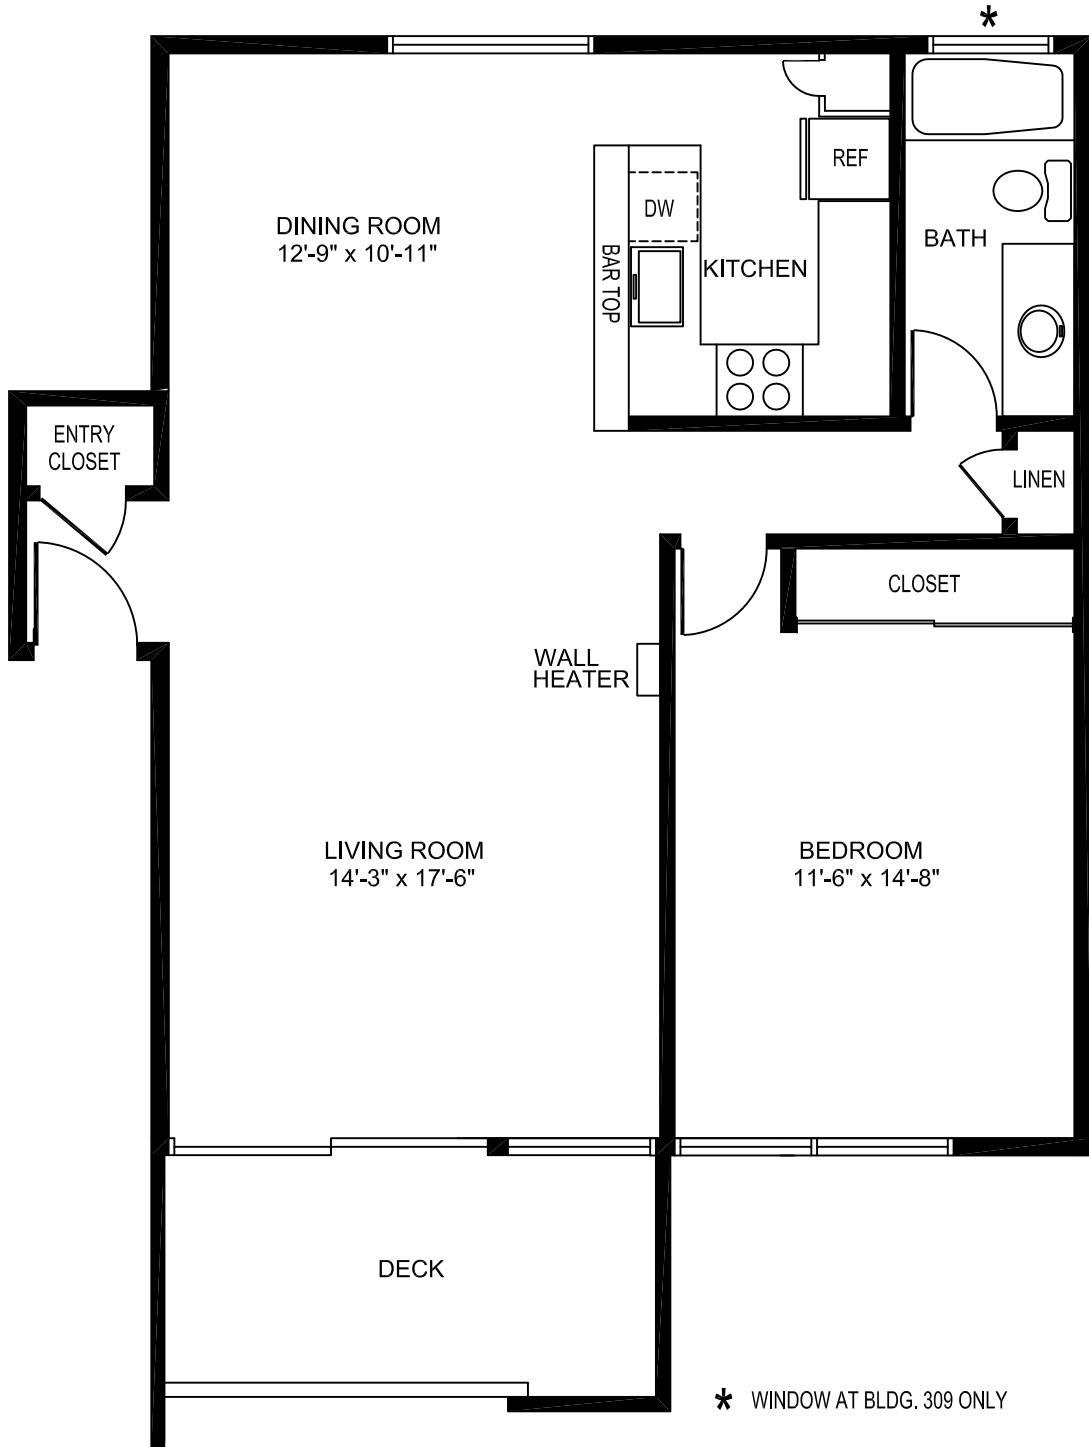 *
REF
DW
DINING ROOM
12'-9" x 10'-11"
BATH
BAR TOP
KITCHEN
ENTRY
CLOSET
LINEN
CLOSET
WALL
HEATER
LIVING ROOM
14'-3" x 17'-6"
BEDROOM
11'-6" x 14'-8"
DECK
* WINDOW AT BLDG. 309 ONLY